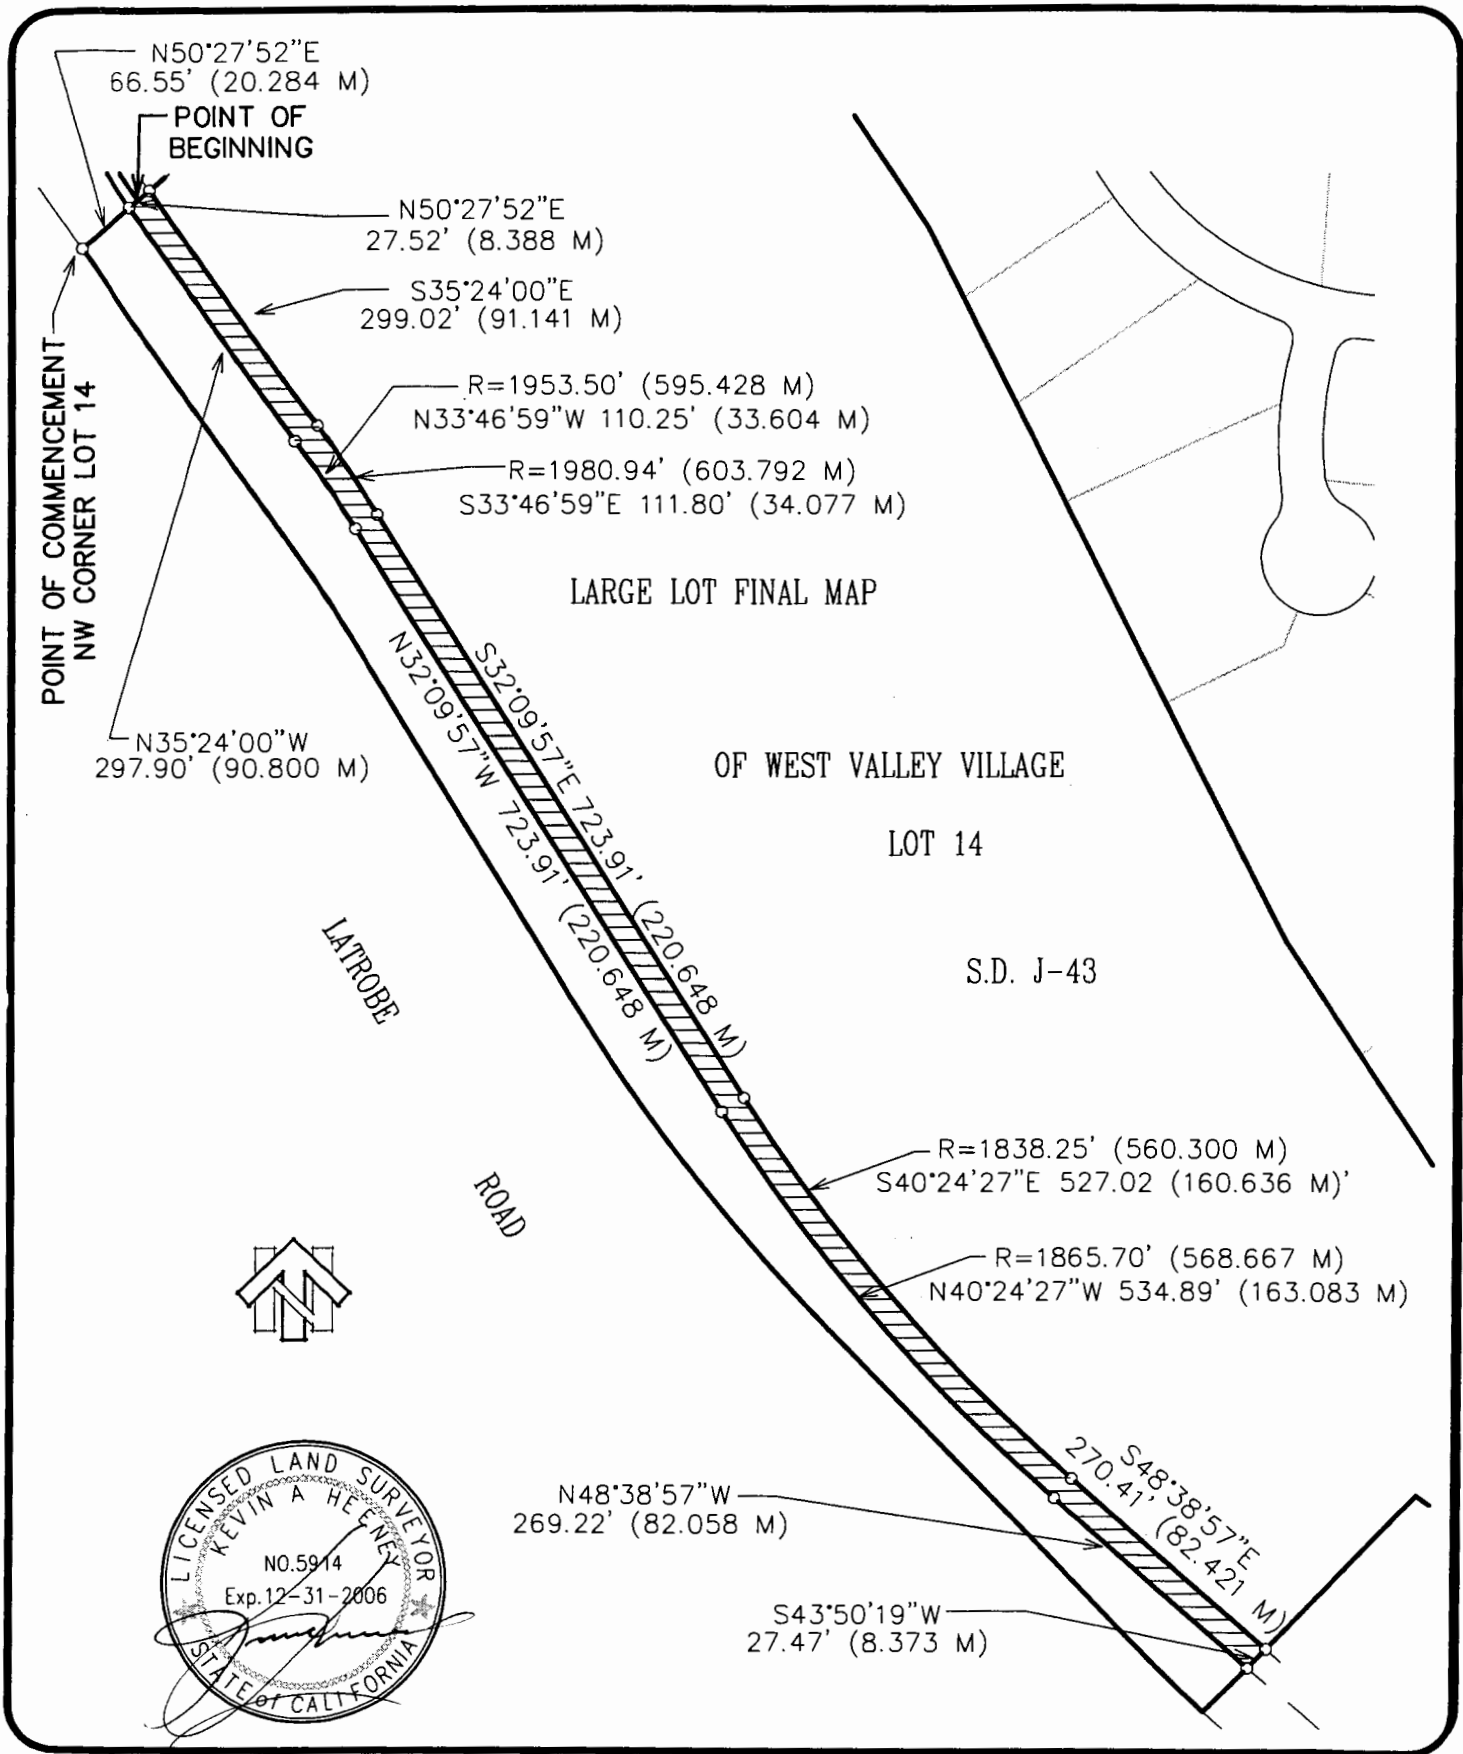 N50°27'52"E
66.55' (20.284 M)
POINT OF
BEGINNING
N50°27'52"E
27.52' (8.388 M)
S35°24'00"E
299.02' (91.141 M)
POINT OF COMMENCEMENT
NW CORNER LOT 14
R=1953.50' (595.428 M)
N33°46'59"W 110.25' (33.604 M)
R=1980.94' (603.792 M)
S33°46'59"E 111.80' (34.077 M)
LARGE LOT FINAL MAP
N35°24'00"W
297.90' (90.800 M)
N32°09'57"W 723.91' (220.648 M)
S32°09'57"E 723.91' (220.648 M)
OF WEST VALLEY VILLAGE
LOT 14
S.D. J-43
LATROBE
ROAD
R=1838.25' (560.300 M)
S40°24'27"E 527.02 (160.636 M)'
R=1865.70' (568.667 M)
N40°24'27"W 534.89' (163.083 M)
N
S48°38'57"E
270.41' (82.421 M)
N48°38'57"W
269.22' (82.058 M)
S43°50'19"W
27.47' (8.373 M)
LICENSED LAND SURVEYOR
KEVIN A HEENEY
NO.5914
Exp.12-31-2006
STATE of CALIFORNIA